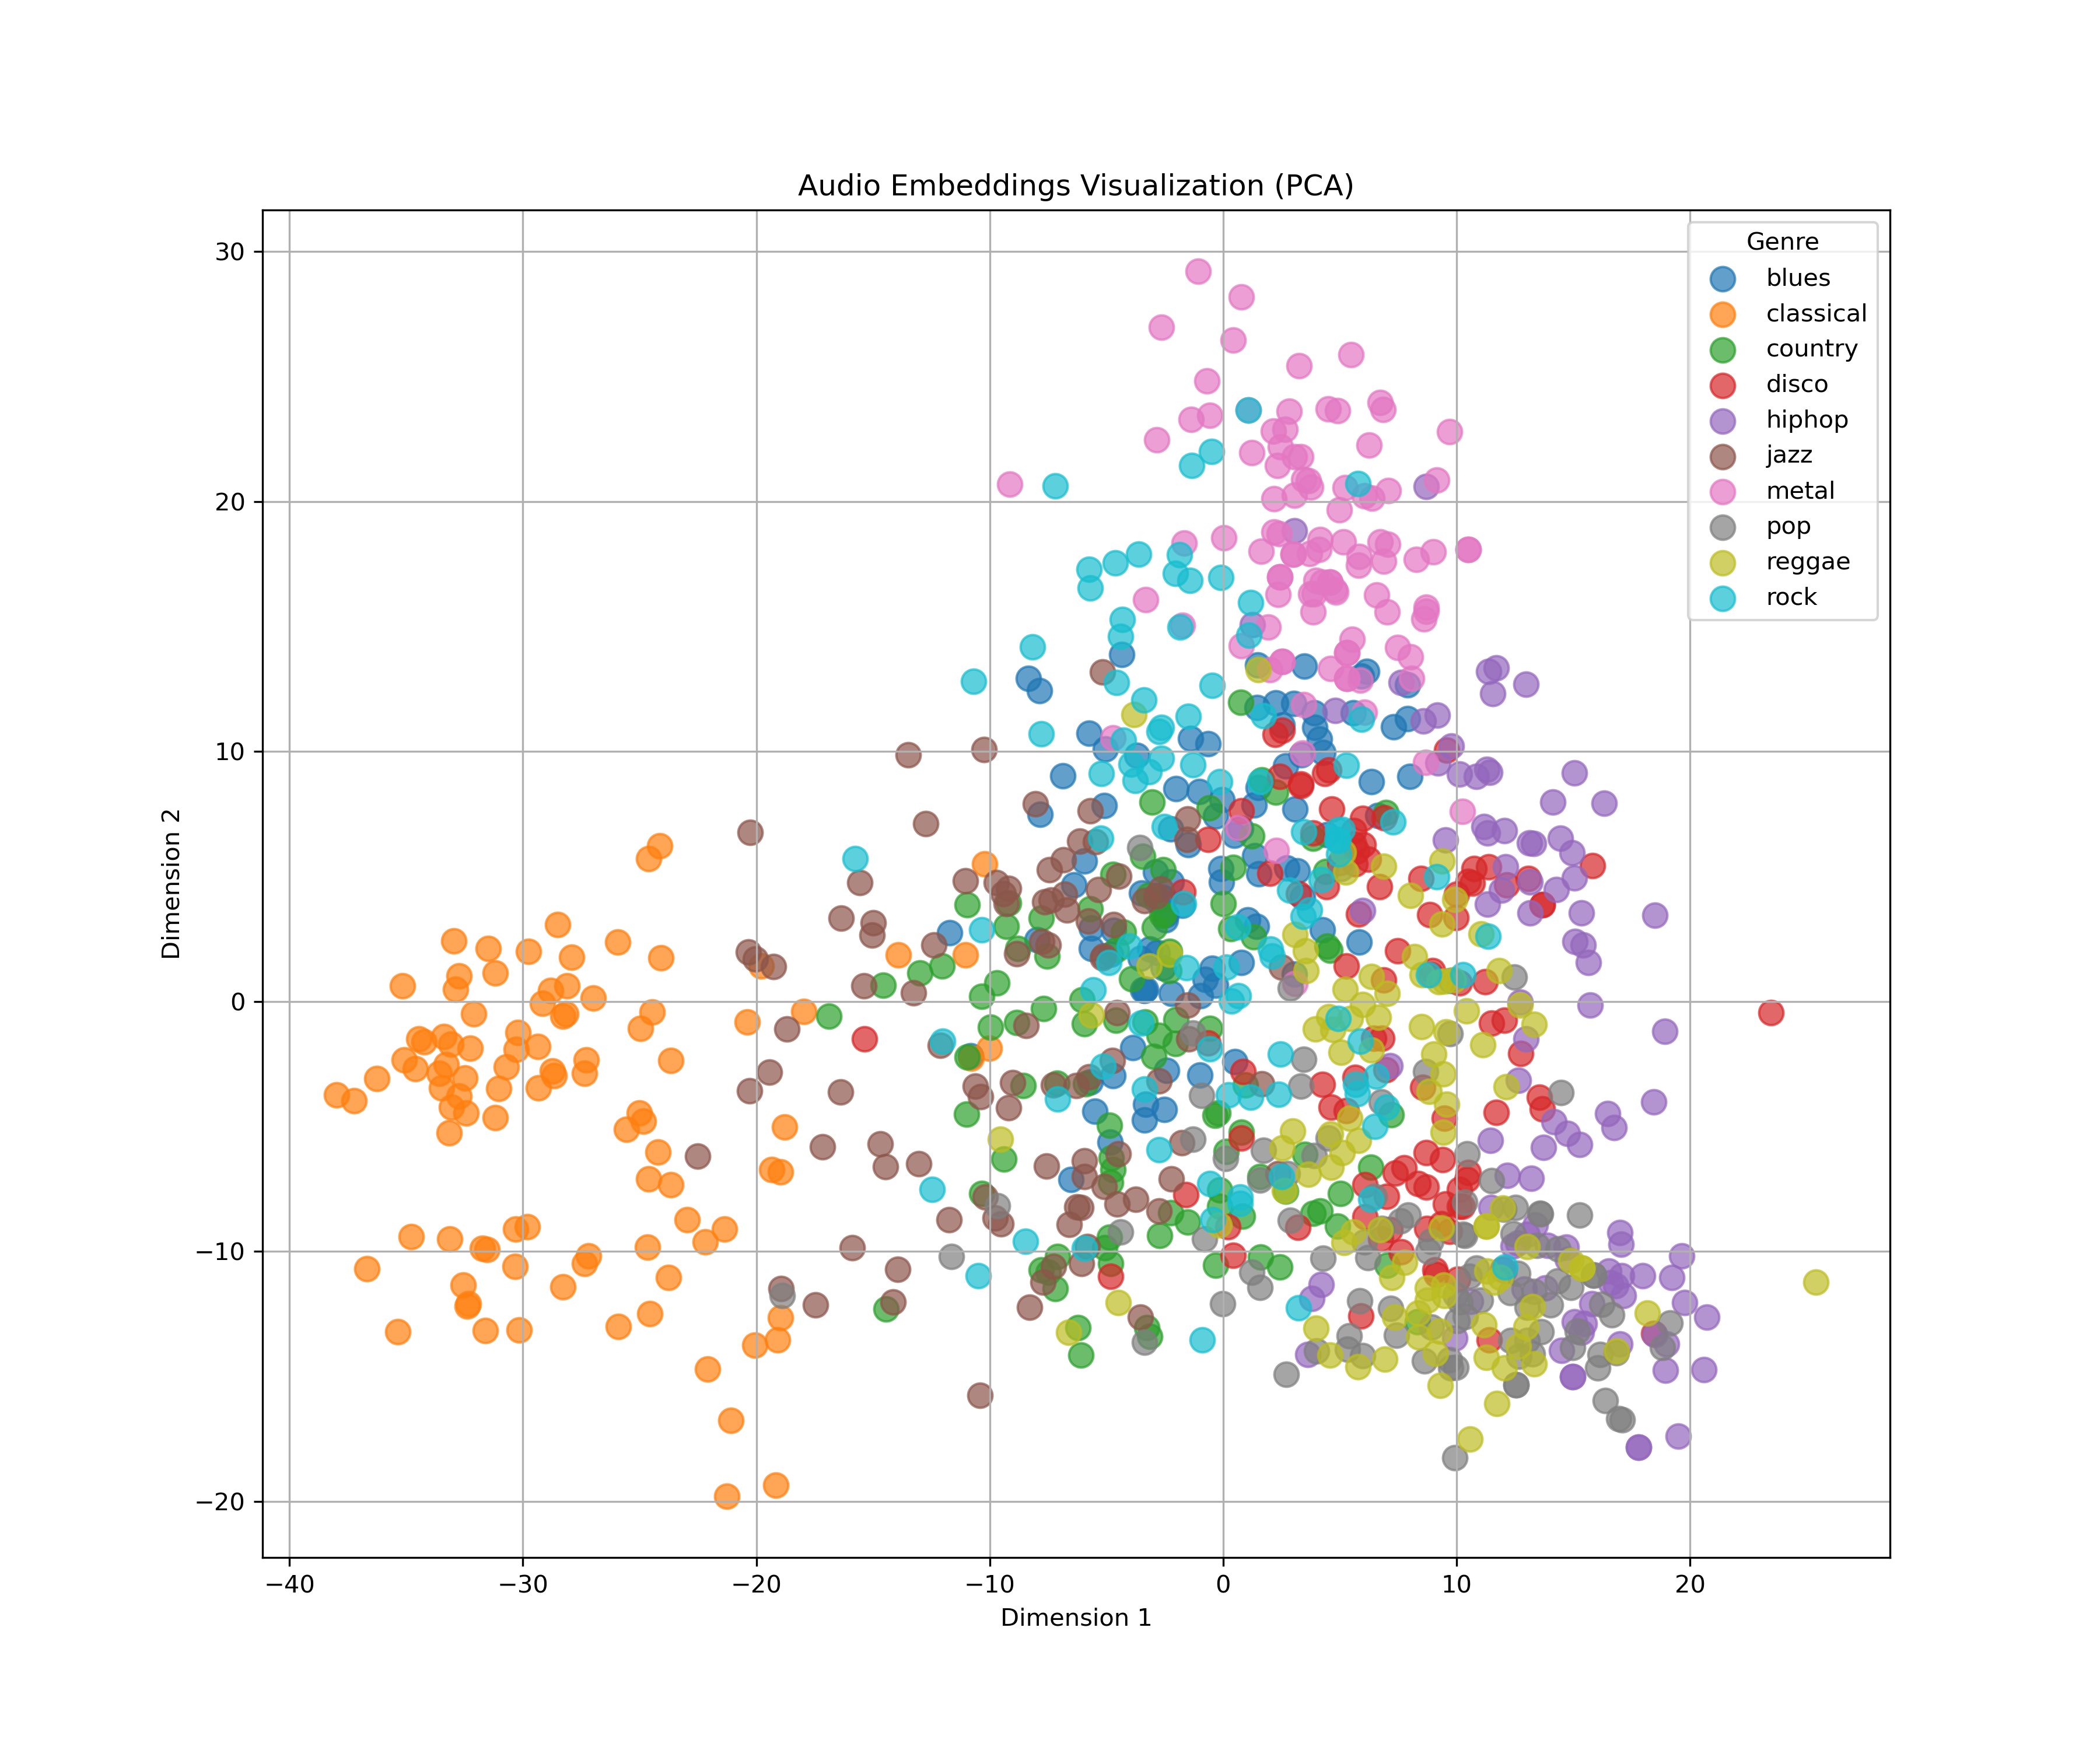 Audio Embeddings Visualization (PCA)
Genre
blues
classical
country
disco
hiphop
jazz
metal
pop
reggae
rock
30
20
10
0
−10
−20
Dimension 2
−40
−30
−20
−10
0
10
20
Dimension 1